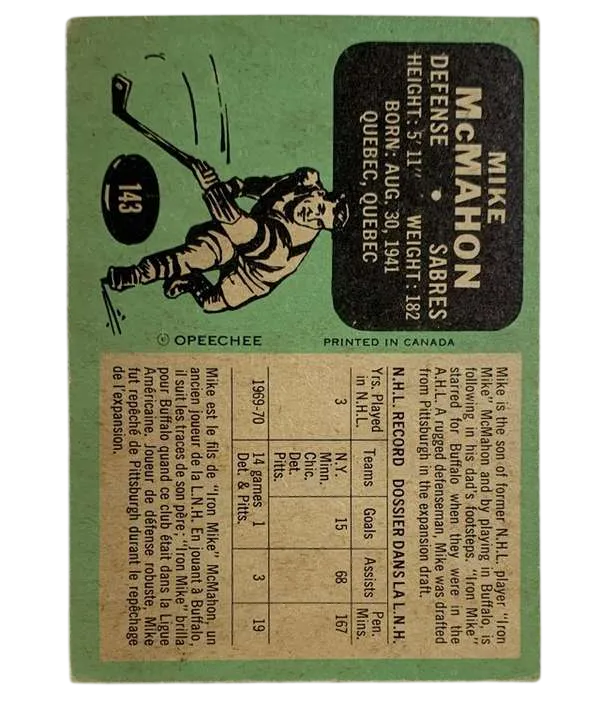 MIKE
McMAHON
DEFENSE • SABRES
HEIGHT: 5'11" WEIGHT: 182
BORN: AUG. 30, 1941
QUEBEC, QUEBEC
143
© OPEECHEE PRINTED IN CANADA
Mike is the son of former N.H.L. player "Iron
Mike" McMahon and by playing in Buffalo, is
following in his dad's footsteps. "Iron Mike"
starred for Buffalo when they were in the
A.H.L. A rugged defenseman, Mike was drafted
from Pittsburgh in the expansion draft.
N.H.L. RECORD DOSSIER DANS LA L.N.H.
Yrs. Played Teams Goals Assists Pen.
in N.H.L. Mins.
3 N.Y. 15 68 167
Minn.
Chic.
Det.
Pitts.
1969-70 14 games 1 3 19
Det. & Pitts.
Mike est le fils de "Iron Mike" McMahon, un
ancien joueur de la L.N.H. En jouant à Buffalo,
il suit les traces de son père; "Iron Mike" brilla
pour Buffalo quand ce club était dans la Ligue
Américaine. Joueur de défense robuste, Mike
fut repêche de Pittsburgh durant le repêchage
de l'expansion.